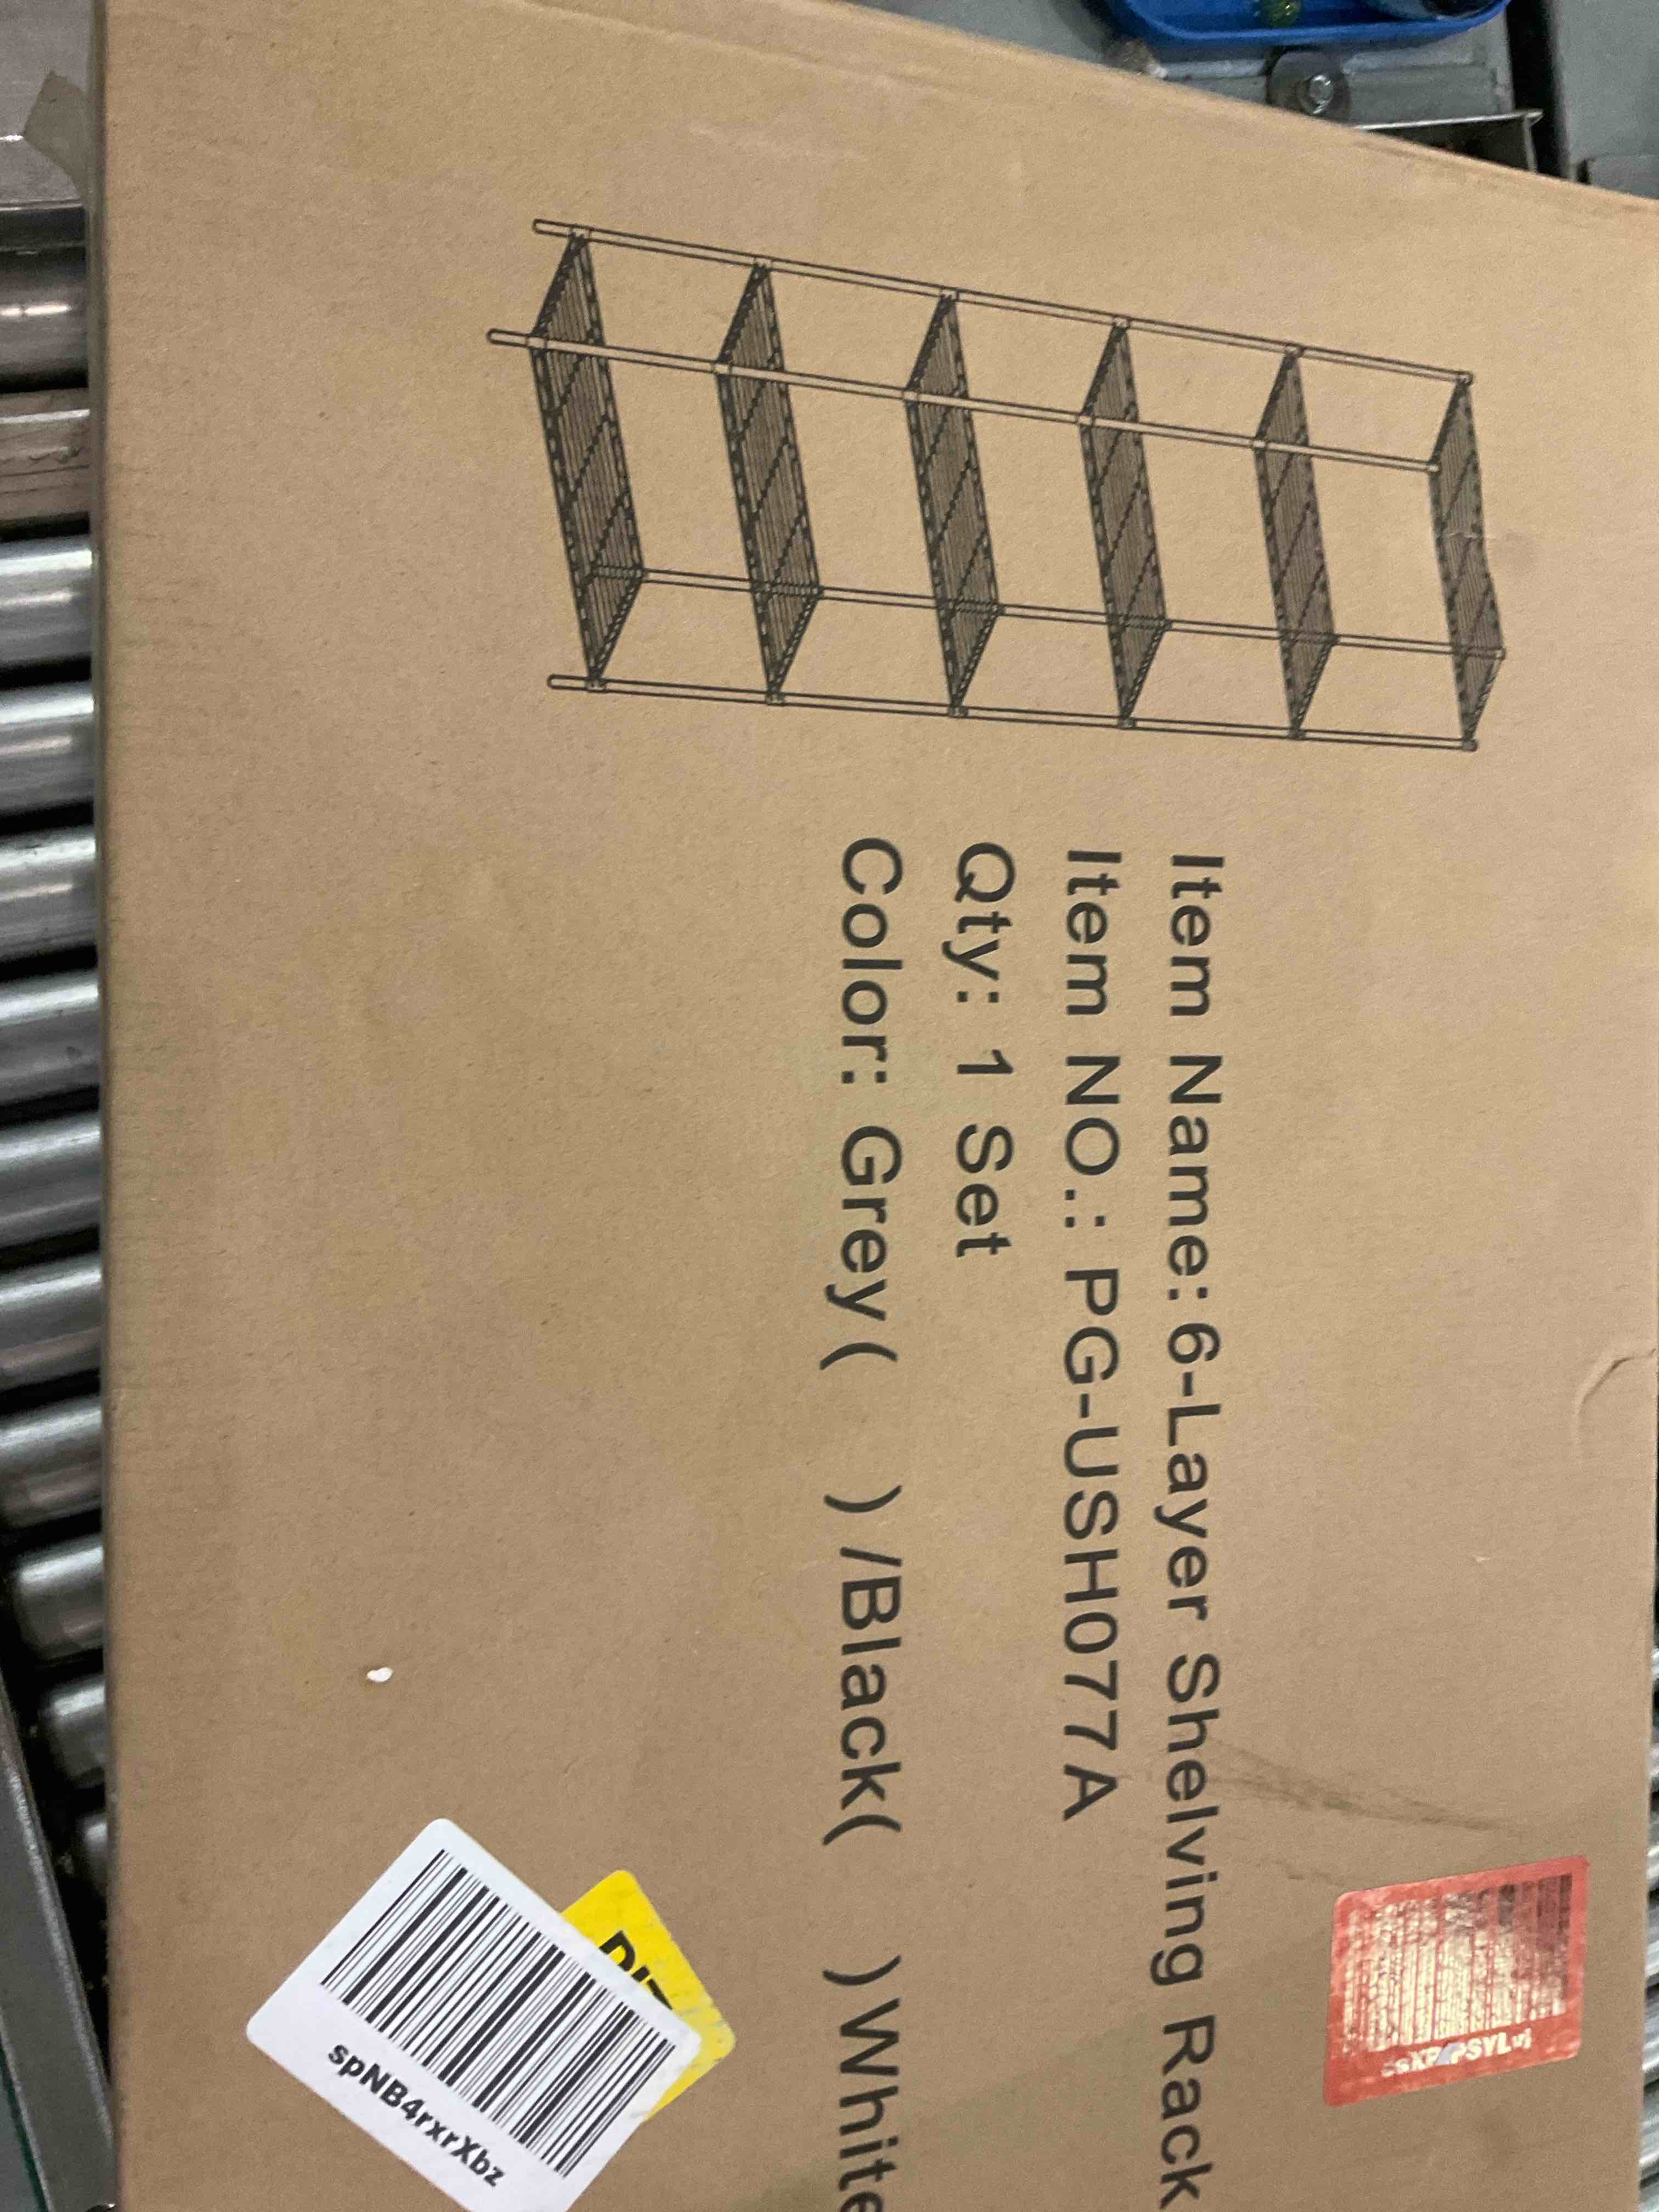 Item Name: 6-Layer Shelving Rack
Item NO.: PG-USH077A
Qty: 1 Set
Color: Grey( ) /Black( )White
spNB4rxrXbz